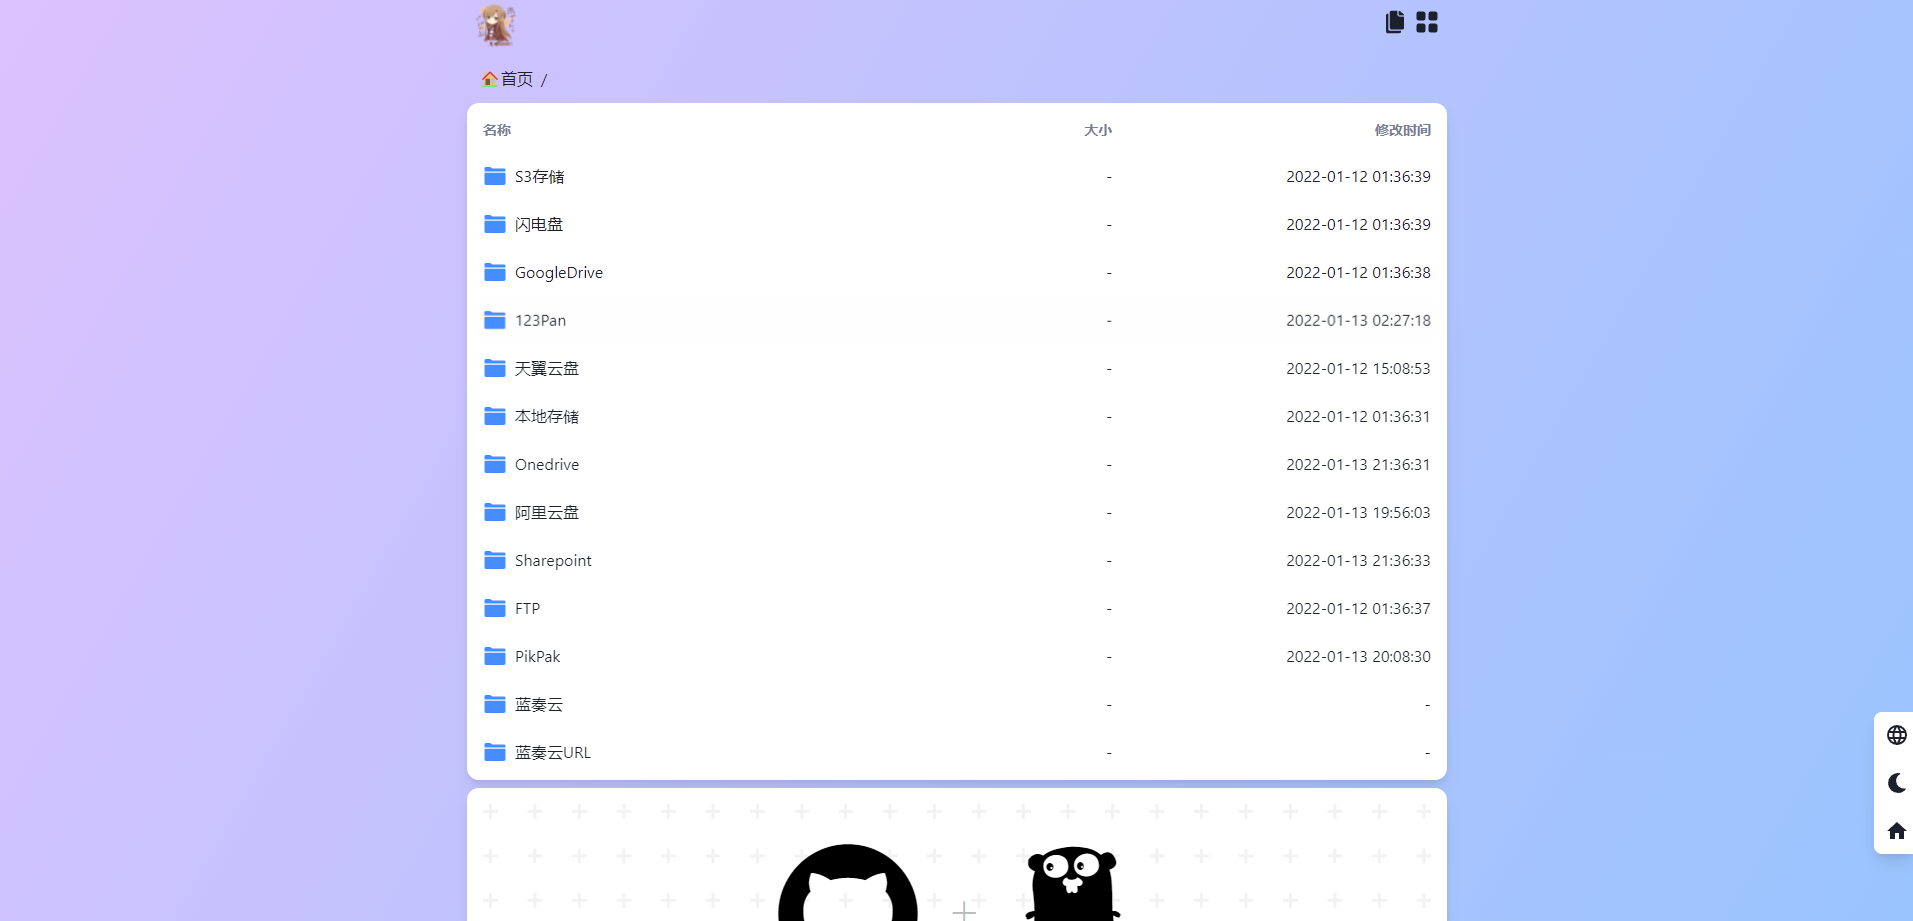 首页 /
名称 大小 修改时间
S3存储 - 2022-01-12 01:36:39
闪电盘 - 2022-01-12 01:36:39
GoogleDrive - 2022-01-12 01:36:38
123Pan - 2022-01-13 02:27:18
天翼云盘 - 2022-01-12 15:08:53
本地存储 - 2022-01-12 01:36:31
Onedrive - 2022-01-13 21:36:31
阿里云盘 - 2022-01-13 19:56:03
Sharepoint - 2022-01-13 21:36:33
FTP - 2022-01-12 01:36:37
PikPak - 2022-01-13 20:08:30
蓝奏云 - -
蓝奏云URL - -